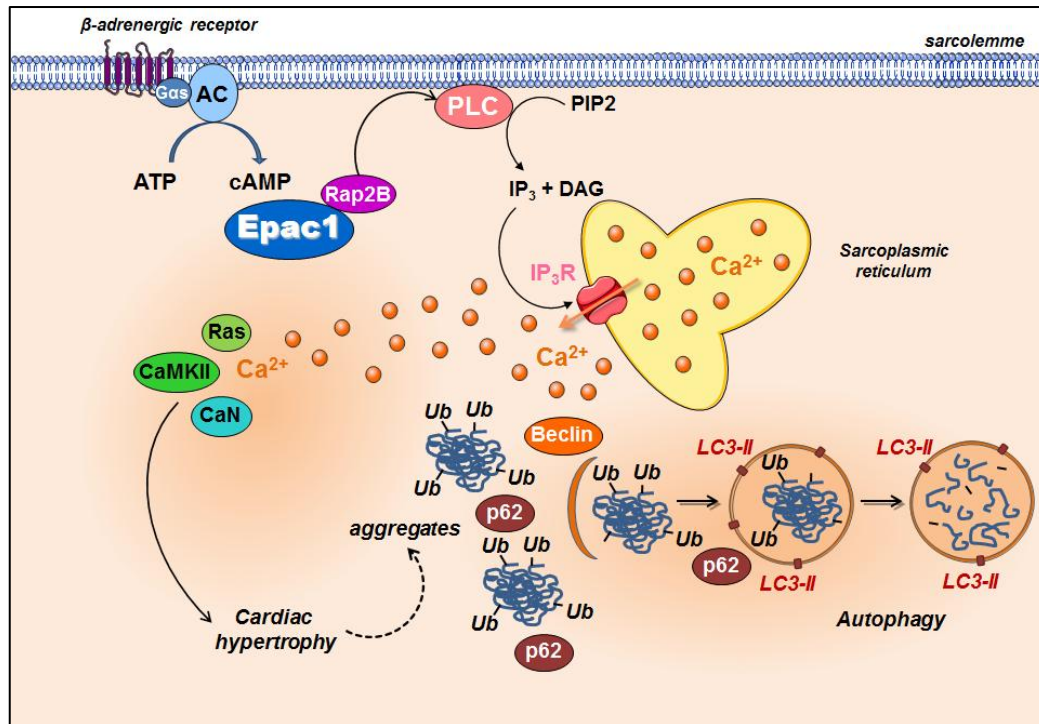 β-adrenergic receptor
sarcolemme
Gαs
AC
PLC
PIP2
ATP
cAMP
Rap2B
Epac1
IP₃ + DAG
IP₃R
Ca²⁺
Sarcoplasmic
reticulum
Ras
CaMKII
Ca²⁺
CaN
Ca²⁺
Ub
Ub
Ub
Ub
Beclin
p62
aggregates
Ub
Ub
Ub
Ub
p62
Ub
Ub
Ub
LC3-II
Ub
Ub
p62
LC3-II
LC3-II
LC3-II
Autophagy
Cardiac
hypertrophy